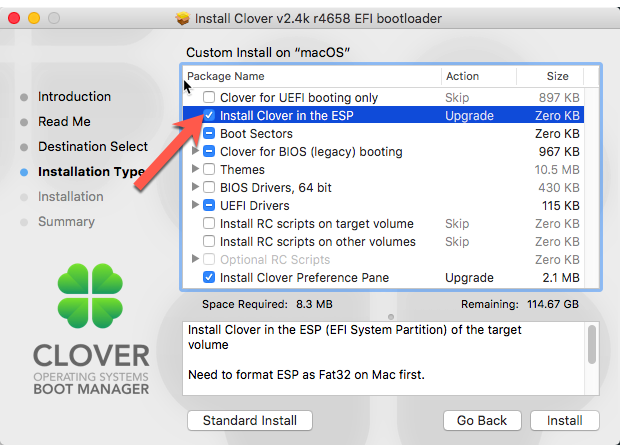 Install Clover v2.4k r4658 EFI bootloader
Custom Install on “macOS”
Package Name Action Size
Clover for UEFI booting only Skip 897 KB
Install Clover in the ESP Upgrade Zero KB
Boot Sectors Zero KB
Clover for BIOS (legacy) booting 967 KB
Themes 10.5 MB
BIOS Drivers, 64 bit 430 KB
UEFI Drivers 115 KB
Install RC scripts on target volume Skip Zero KB
Install RC scripts on other volumes Skip Zero KB
Optional RC Scripts Zero KB
Install Clover Preference Pane Upgrade 2.1 MB
Introduction
Read Me
Destination Select
Installation Type
Installation
Summary
Space Required: 8.3 MB Remaining: 114.67 GB
Install Clover in the ESP (EFI System Partition) of the target
volume
Need to format ESP as Fat32 on Mac first.
CLOVER
OPERATING SYSTEMS
BOOT MANAGER
Standard Install Go Back Install